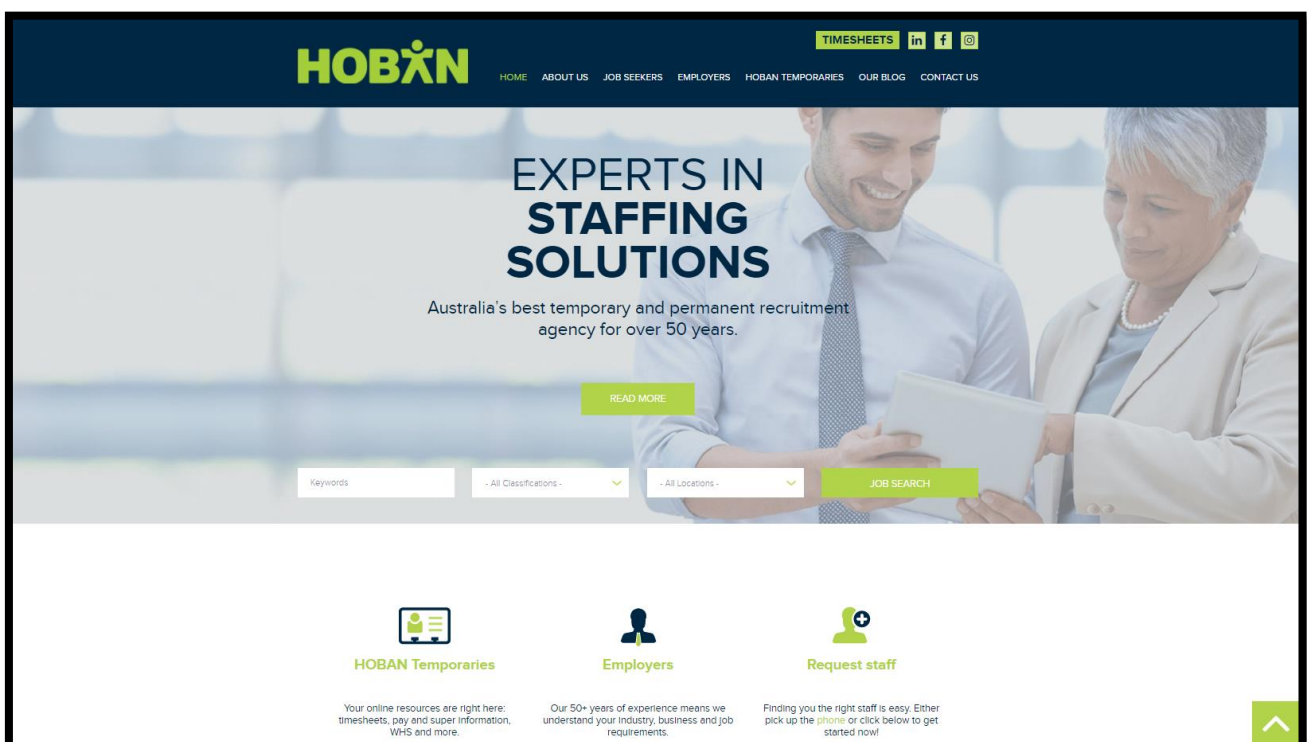 TIMESHEETS in f
HOBAN
HOME ABOUT US JOB SEEKERS EMPLOYERS HOBAN TEMPORARIES OUR BLOG CONTACT US
EXPERTS IN
STAFFING
SOLUTIONS
Australia's best temporary and permanent recruitment
agency for over 50 years.
READ MORE
Keywords - All Classifications - - All Locations - JOB SEARCH
HOBAN Temporaries
Your online resources are right here:
timesheets, pay and super information,
WHS and more.
Employers
Our 50+ years of experience means we
understand your industry, business and job
requirements.
Request staff
Finding you the right staff is easy. Either
pick up the phone or click below to get
started now!